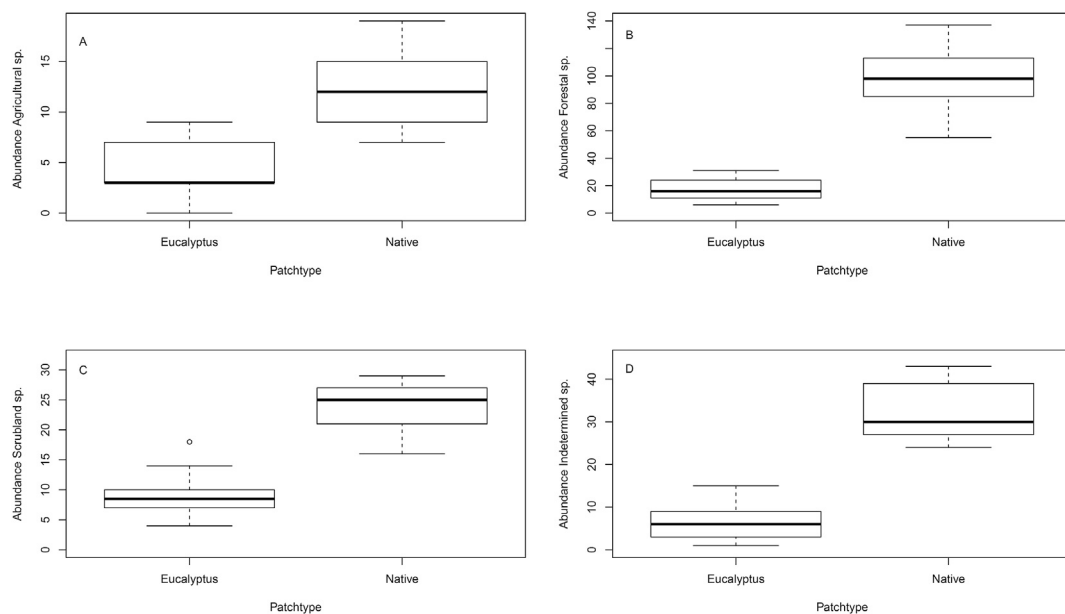 A
Abundance Agricultural sp.
15
10
5
0
Eucalyptus
Native
Patchtype
B
Abundance Forestal sp.
140
100
80
60
40
20
0
Eucalyptus
Native
Patchtype
C
Abundance Scrubland sp.
30
25
20
15
10
5
0
Eucalyptus
Native
Patchtype
D
Abundance Indetermined sp.
40
30
20
10
0
Eucalyptus
Native
Patchtype